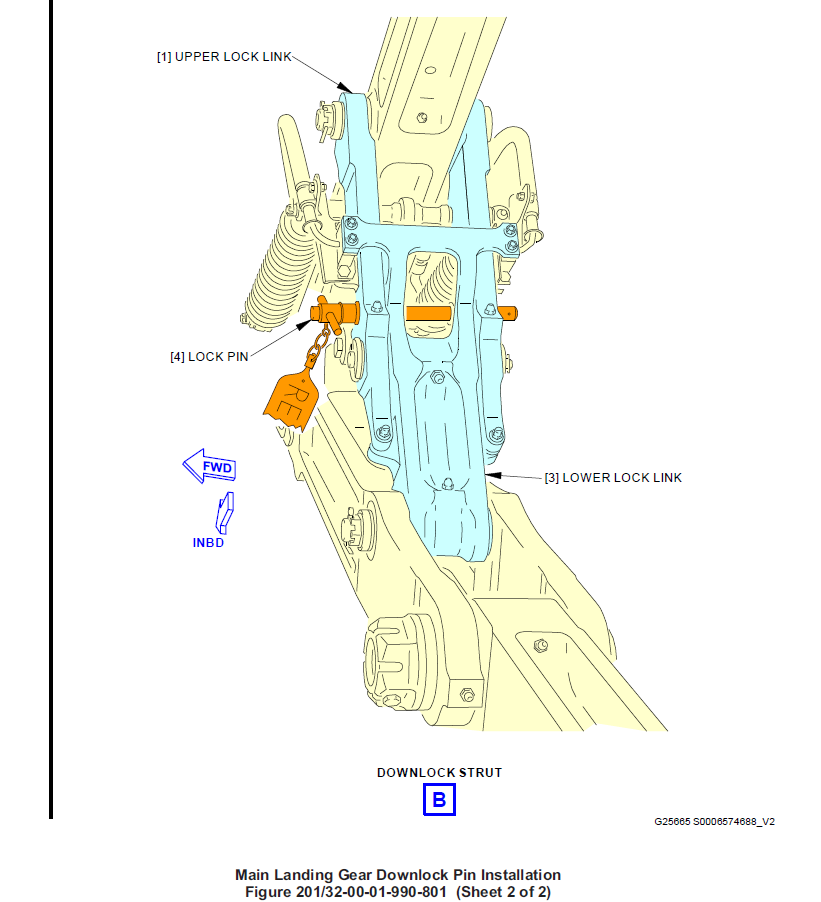 [1] UPPER LOCK LINK
[4] LOCK PIN
RE
[3] LOWER LOCK LINK
FWD
INBD
DOWNLOCK STRUT
B
G25665 S0006574688_V2
Main Landing Gear Downlock Pin Installation
Figure 201/32-00-01-990-801 (Sheet 2 of 2)